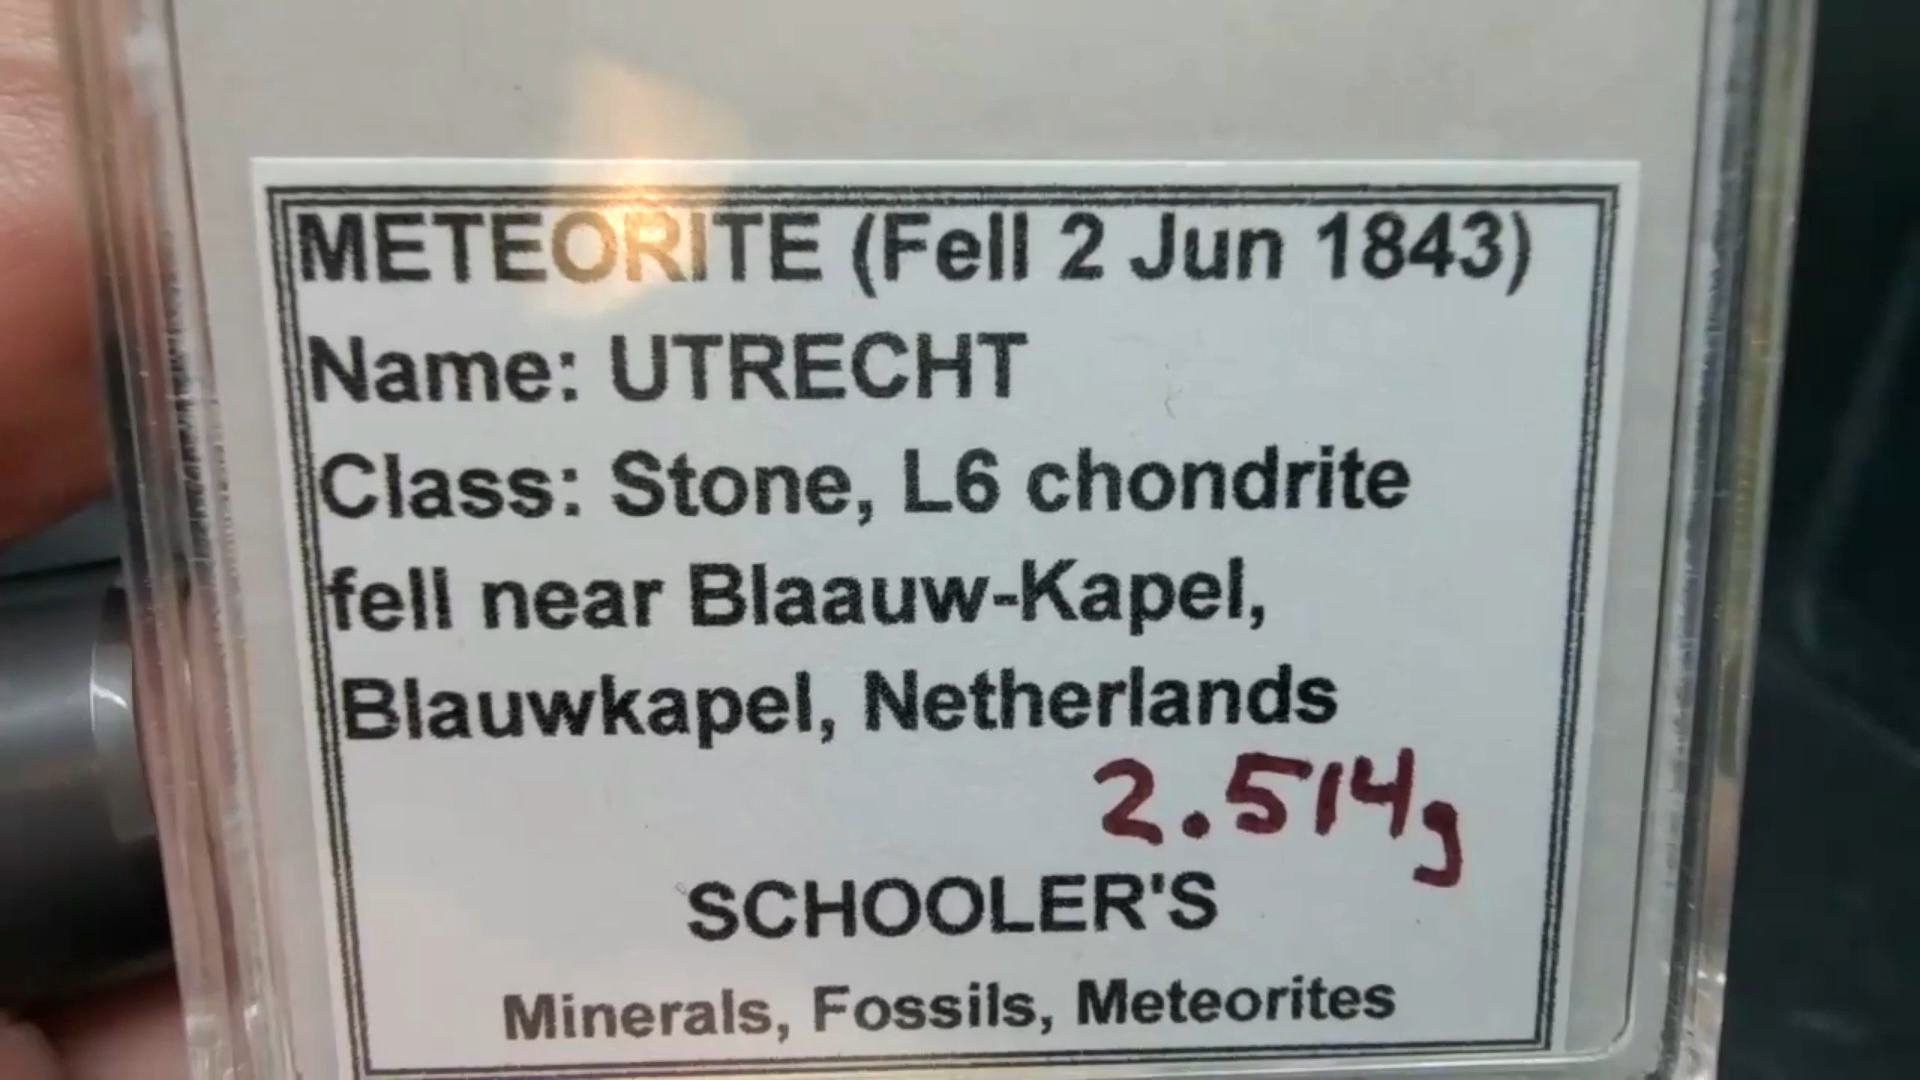 METEORITE (Fell 2 Jun 1843)
Name: UTRECHT
Class: Stone, L6 chondrite
fell near Blaauw-Kapel,
Blauwkapel, Netherlands
2.514g
SCHOOLER'S
Minerals, Fossils, Meteorites